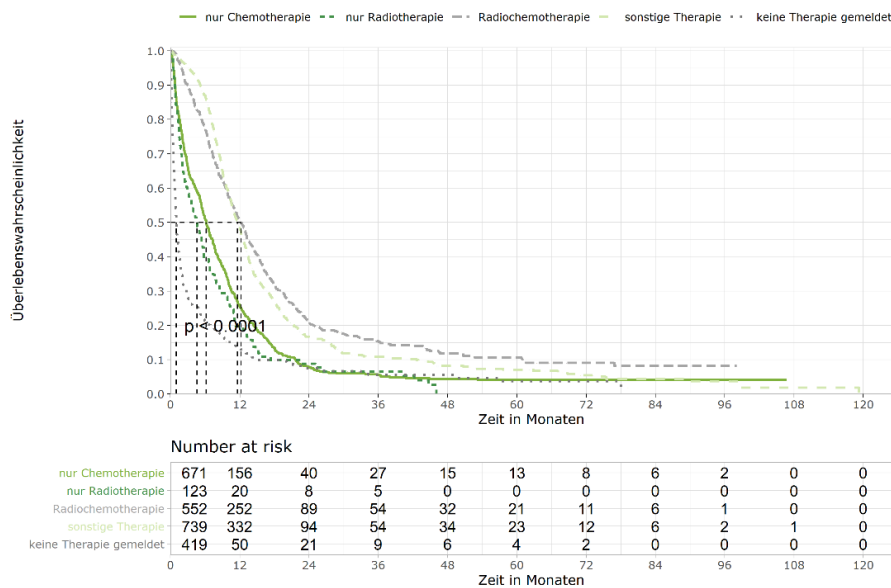 nur Chemotherapie nur Radiotherapie Radiochemotherapie sonstige Therapie keine Therapie gemeldet
Überlebenswahrscheinlichkeit
1.0
0.9
0.8
0.7
0.6
0.5
0.4
0.3
0.2
0.1
0.0
p < 0.0001
0 12 24 36 48 60 72 84 96 108 120
Zeit in Monaten
Number at risk
nur Chemotherapie 671 156 40 27 15 13 8 6 2 0 0
nur Radiotherapie 123 20 8 5 0 0 0 0 0 0 0
Radiochemotherapie 552 252 89 54 32 21 11 6 1 0 0
sonstige Therapie 739 332 94 54 34 23 12 6 2 1 0
keine Therapie gemeldet 419 50 21 9 6 4 2 0 0 0 0
0 12 24 36 48 60 72 84 96 108 120
Zeit in Monaten